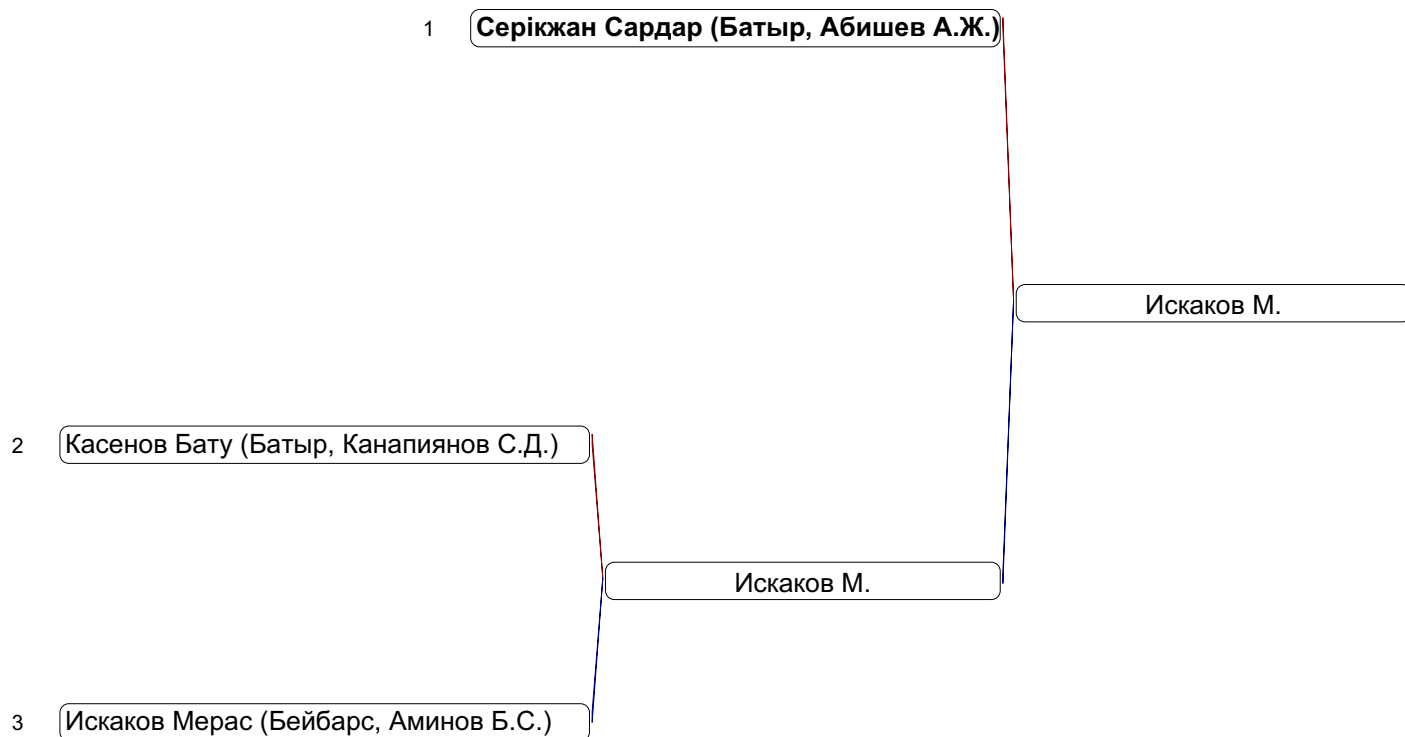 1 Серікжан Сардар (Батыр, Абишев А.Ж.)
Искаков М.
2 Касенов Бату (Батыр, Канапиянов С.Д.)
Искаков М.
3 Искаков Мерас (Бейбарс, Аминов Б.С.)